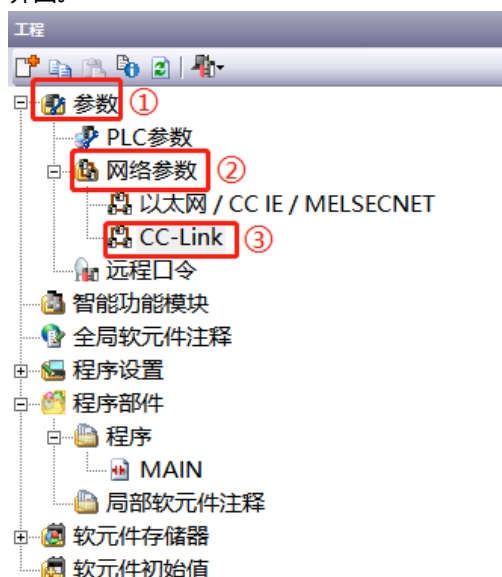 工程
参数 ①
PLC参数
网络参数 ②
以太网 / CC IE / MELSECNET
CC-Link ③
远程口令
智能功能模块
全局软元件注释
程序设置
程序部件
程序
MAIN
局部软元件注释
软元件存储器
软元件初始值